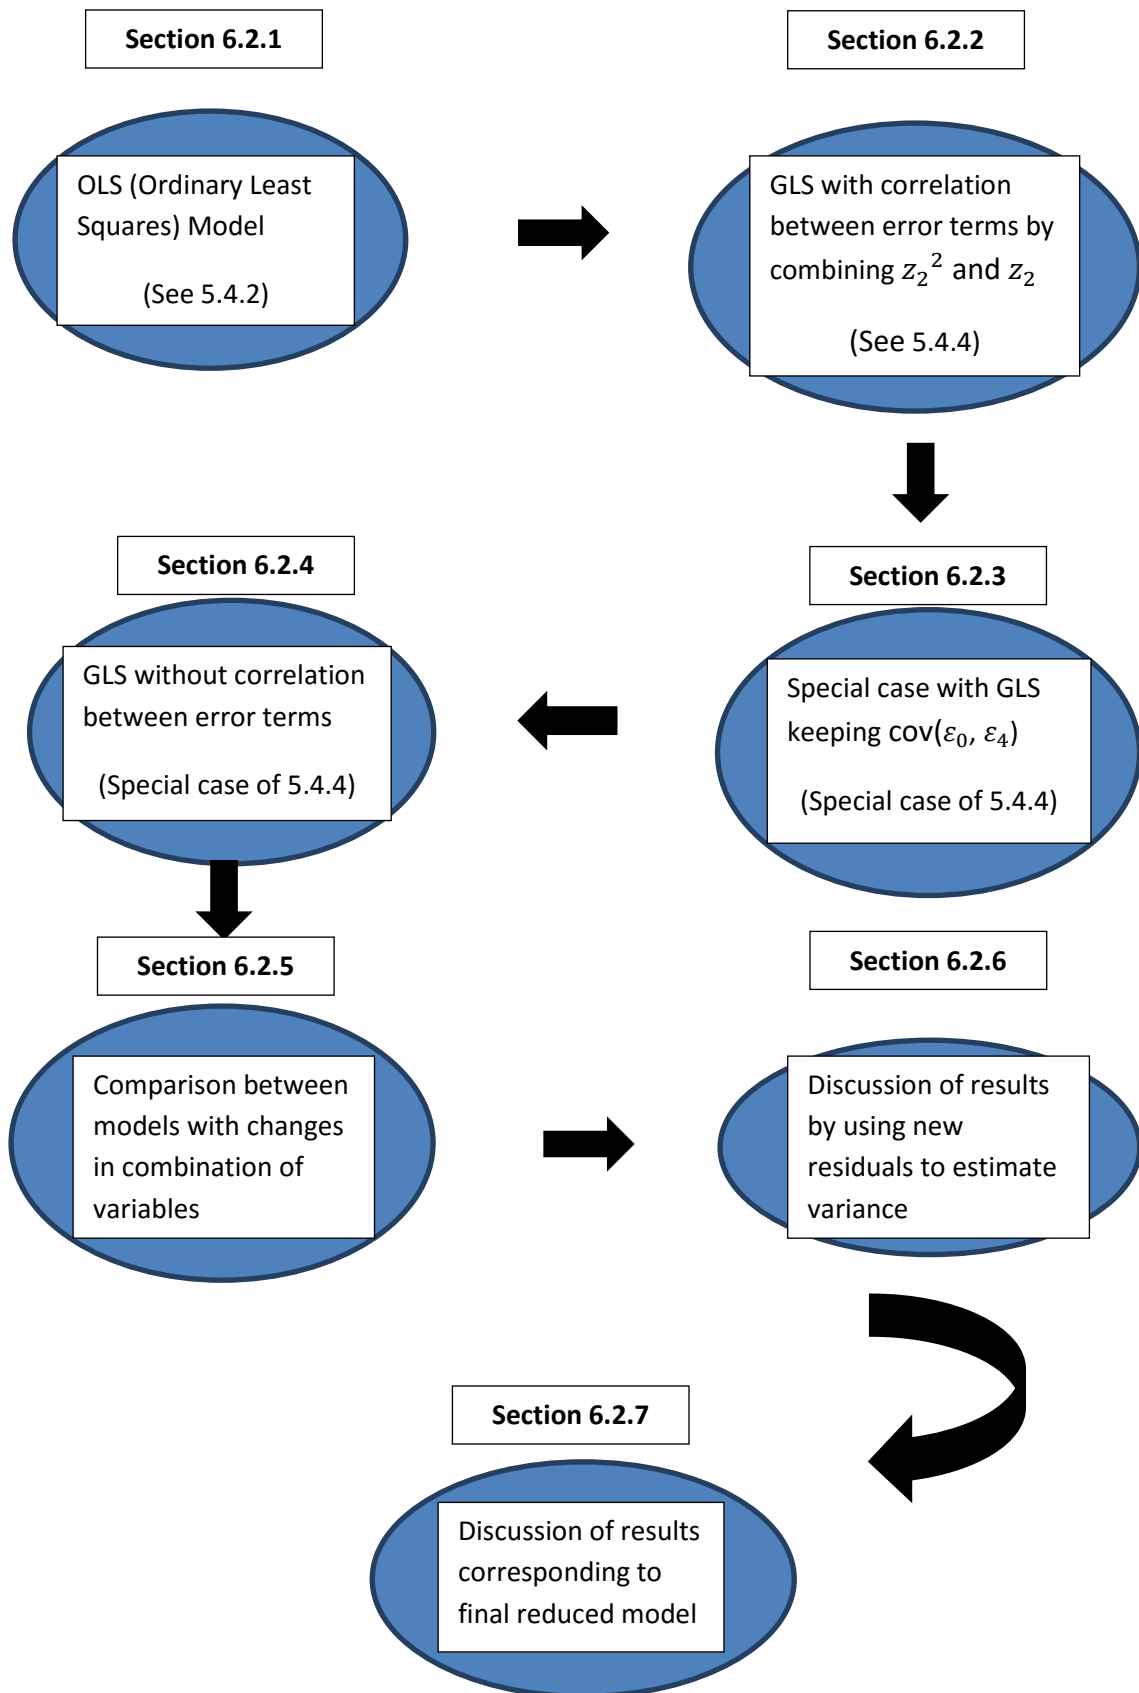 Section 6.2.1
OLS (Ordinary Least
Squares) Model
(See 5.4.2)
Section 6.2.2
GLS with correlation
between error terms by
combining z₂² and z₂
(See 5.4.4)
Section 6.2.3
Special case with GLS
keeping cov(ε₀, ε₄)
(Special case of 5.4.4)
Section 6.2.4
GLS without correlation
between error terms
(Special case of 5.4.4)
Section 6.2.5
Comparison between
models with changes
in combination of
variables
Section 6.2.6
Discussion of results
by using new
residuals to estimate
variance
Section 6.2.7
Discussion of results
corresponding to
final reduced model